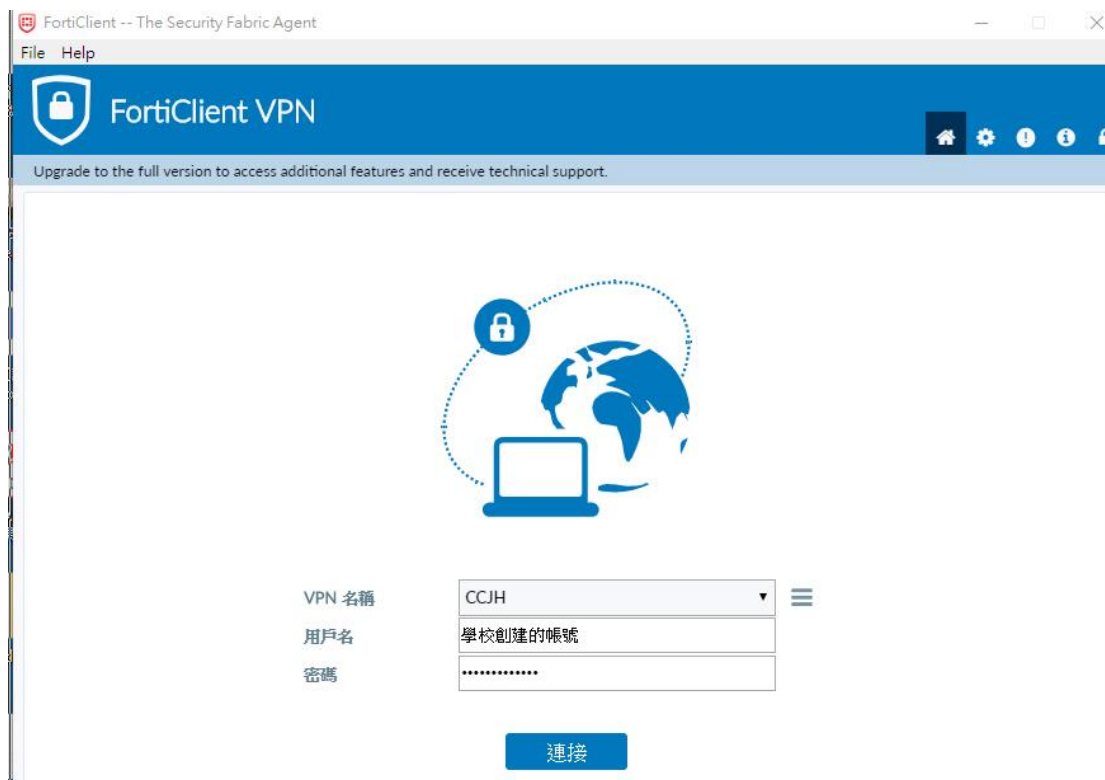 FortiClient -- The Security Fabric Agent
File Help
FortiClient VPN
Upgrade to the full version to access additional features and receive technical support.
VPN 名稱 CCJH
用戶名 學校創建的帳號
密碼 •••••••••••••
連接